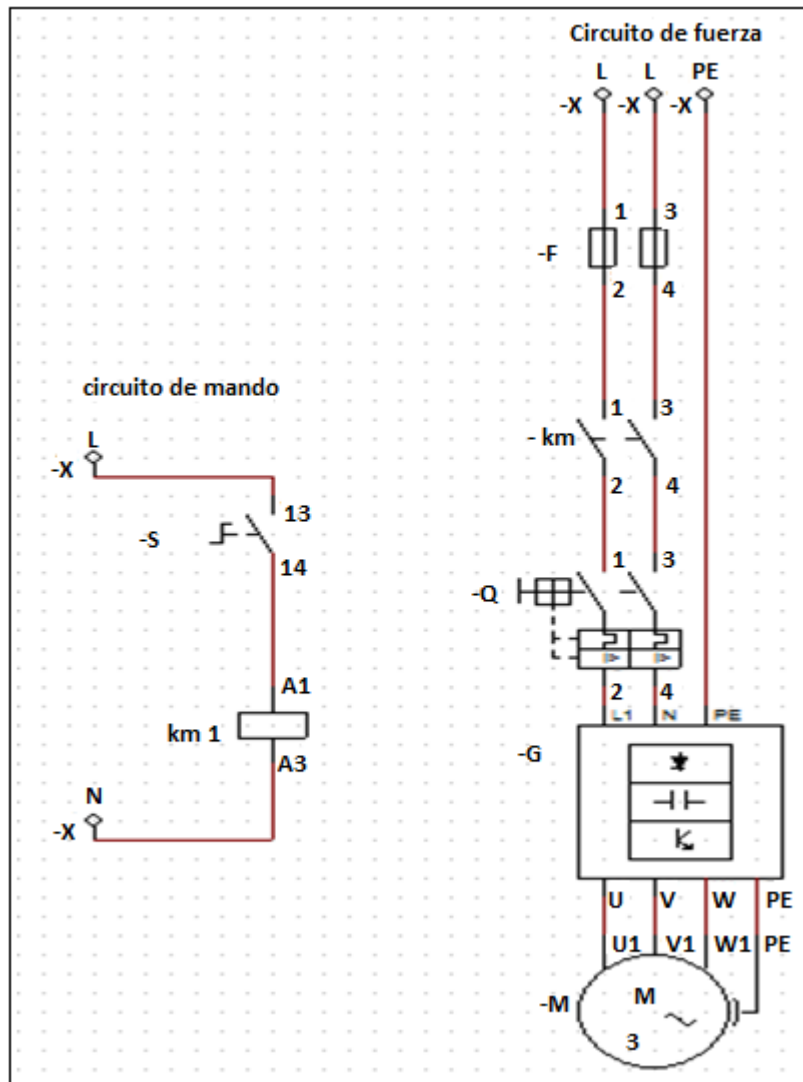 Circuito de fuerza
L L PE
-X -X -X
1 3
-F
2 4
circuito de mando
1 3
L
- km
-X
2 4
13
-S
14
1 3
-Q
A1
2 4
L1 N PE
km 1
-G
A3
N
-X
U V W PE
U1 V1 W1 PE
-M M
3